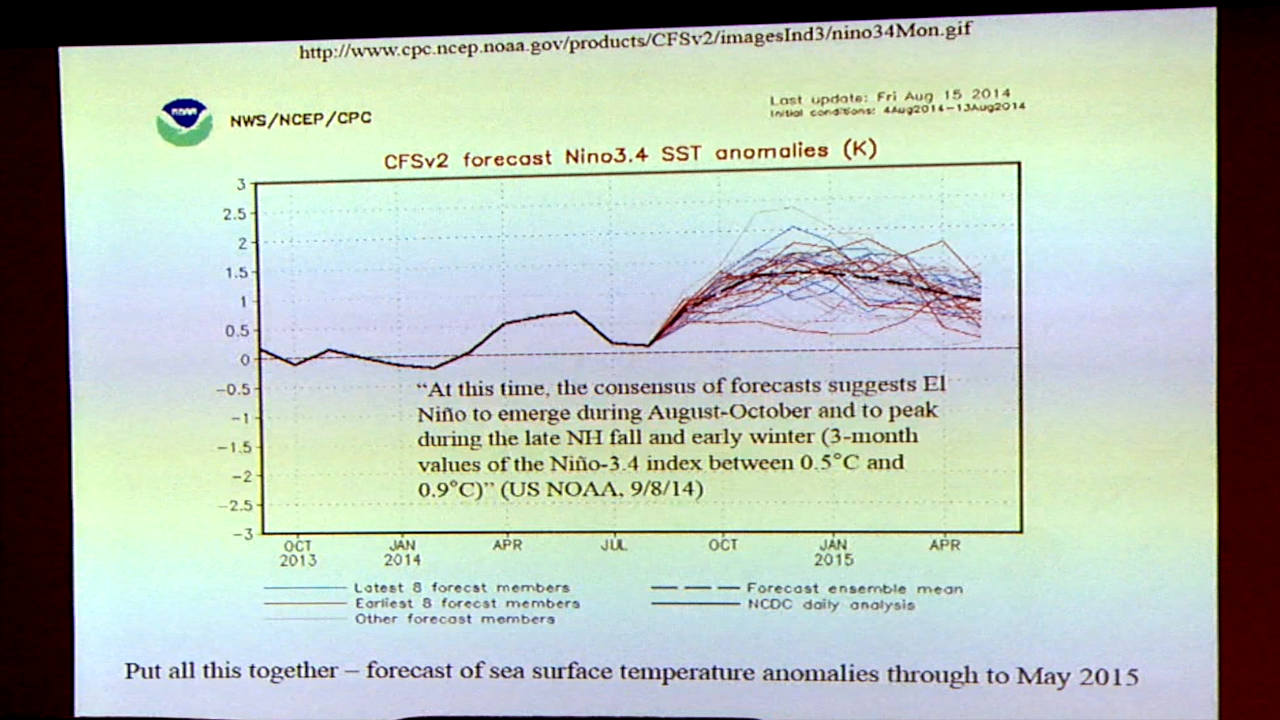 http://www.cpc.ncep.noaa.gov/products/CFSv2/imagesInd3/nino34Mon.gif
NOAA
NWS/NCEP/CPC
Last update: Fri Aug 15 2014
Initial conditions: 4Aug2014-13Aug2014
CFSv2 forecast Nino3.4 SST anomalies (K)
3
2.5
2
1.5
1
0.5
0
-0.5
-1
-1.5
-2
-2.5
-3
“At this time, the consensus of forecasts suggests El
Niño to emerge during August-October and to peak
during the late NH fall and early winter (3-month
values of the Niño-3.4 index between 0.5°C and
0.9°C)” (US NOAA, 9/8/14)
OCT JAN APR JUL OCT JAN APR
2013 2014 2015
Latest 8 forecst members
Earliest 8 forecst members
Other forecast members
Forecast ensemble mean
NCDC daily analysis
Put all this together – forecast of sea surface temperature anomalies through to May 2015